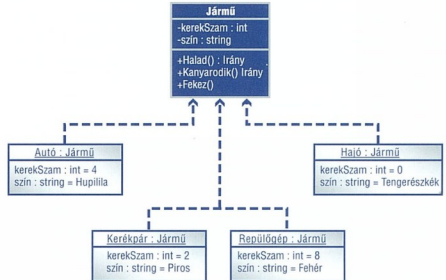 Jármű
-kerekSzam : int
-szín : string
+Halad() : Irány
+Kanyarodik() Irány
+Fekez()
Autó : Jármű
kerekSzam : int = 4
szín : string = Hupilila
Hajó : Jármű
kerekSzam : int = 0
szín : string = Tengerészkék
Kerékpár : Jármű
kerekSzam : int = 2
szín : string = Piros
Repülőgép : Jármű
kerekSzam : int = 8
szín : string = Fehér